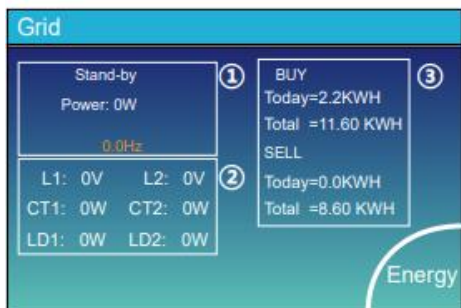 Grid
Stand-by
Power: 0W
0.0Hz
①
L1: 0V L2: 0V
CT1: 0W CT2: 0W
LD1: 0W LD2: 0W
②
BUY
Today=2.2KWH
Total =11.60 KWH
SELL
Today=0.0KWH
Total =8.60 KWH
③
Energy